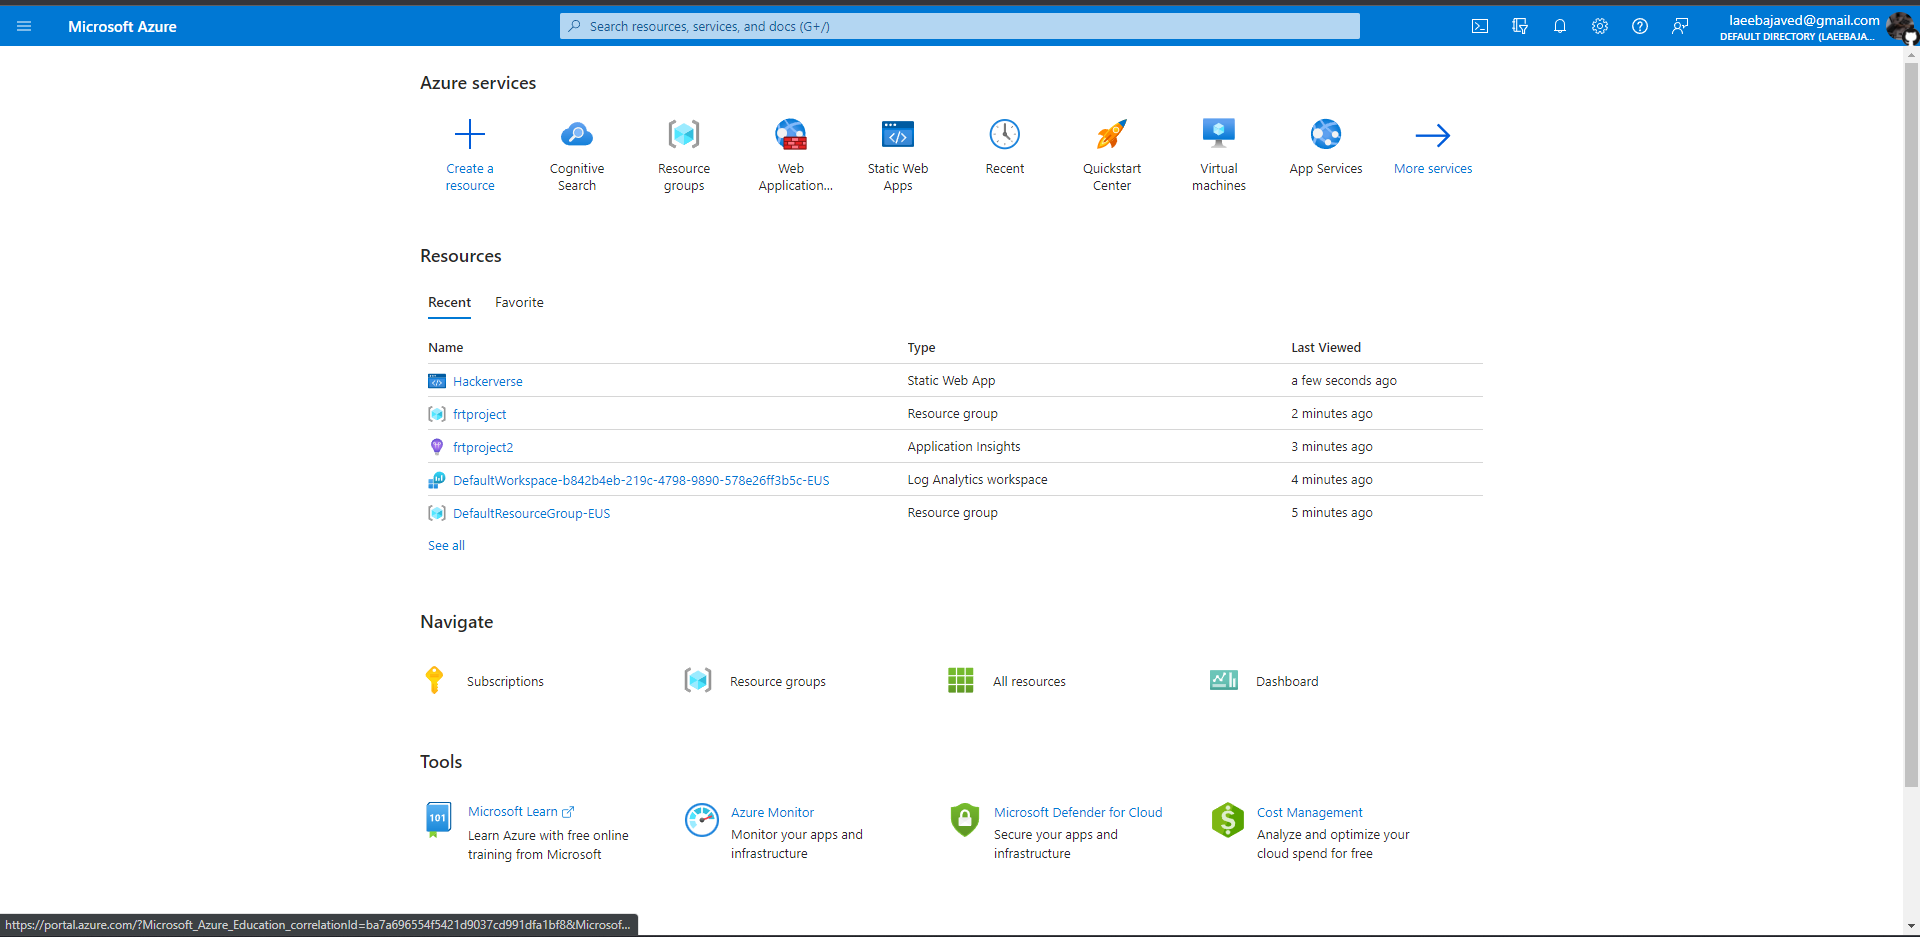 Microsoft Azure
Search resources, services, and docs (G+/)
laeebajaved@gmail.com
DEFAULT DIRECTORY (LAEEBAJA...
Azure services
Create a
resource
Cognitive
Search
Resource
groups
Web
Application...
Static Web
Apps
Recent
Quickstart
Center
Virtual
machines
App Services
More services
Resources
Recent Favorite
Name Type Last Viewed
Hackerverse Static Web App a few seconds ago
frtproject Resource group 2 minutes ago
frtproject2 Application Insights 3 minutes ago
DefaultWorkspace-b842b4eb-219c-4798-9890-578e26ff3b5c-EUS Log Analytics workspace 4 minutes ago
DefaultResourceGroup-EUS Resource group 5 minutes ago
See all
Navigate
Subscriptions Resource groups All resources Dashboard
Tools
101
Microsoft Learn
Learn Azure with free online
training from Microsoft
Azure Monitor
Monitor your apps and
infrastructure
Microsoft Defender for Cloud
Secure your apps and
infrastructure
Cost Management
Analyze and optimize your
cloud spend for free
https://portal.azure.com/?Microsoft_Azure_Education_correlationId=ba7a696554f5421d9037cd991dfa1bf8&Microsof...